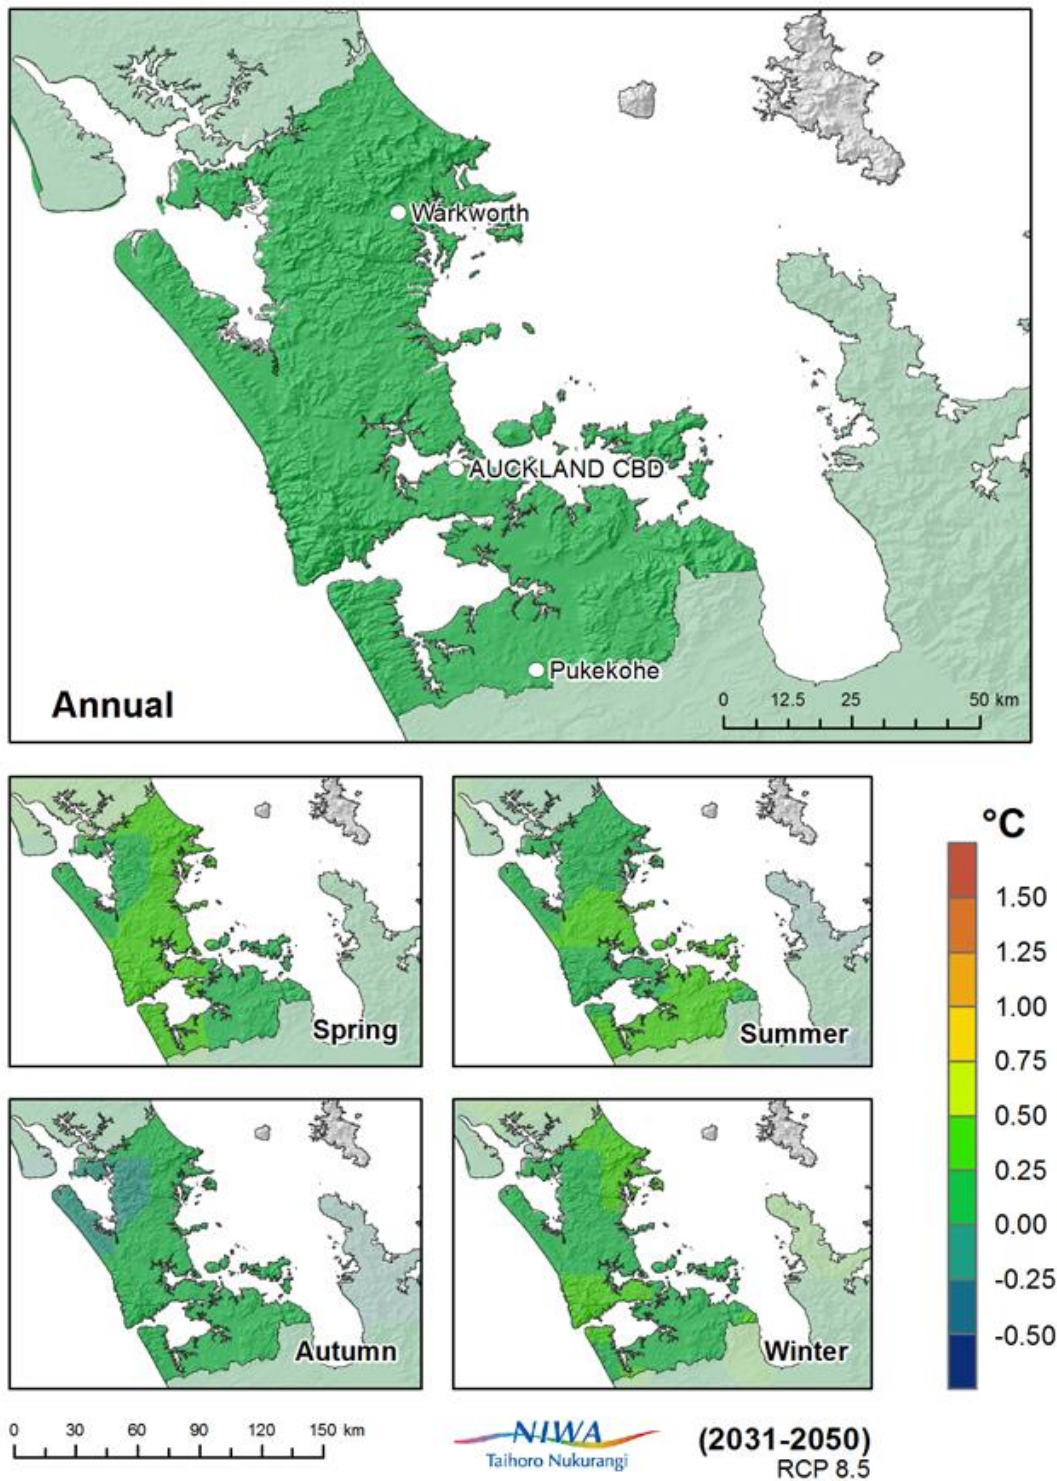 Warkworth
AUCKLAND CBD
Pukekohe
Annual
0 12.5 25 50 km
Spring
Summer
°C
1.50
1.25
1.00
0.75
0.50
0.25
0.00
-0.25
-0.50
Autumn
Winter
0 30 60 90 120 150 km
NIWA
Taihoro Nukurangi
(2031-2050)
RCP 8.5